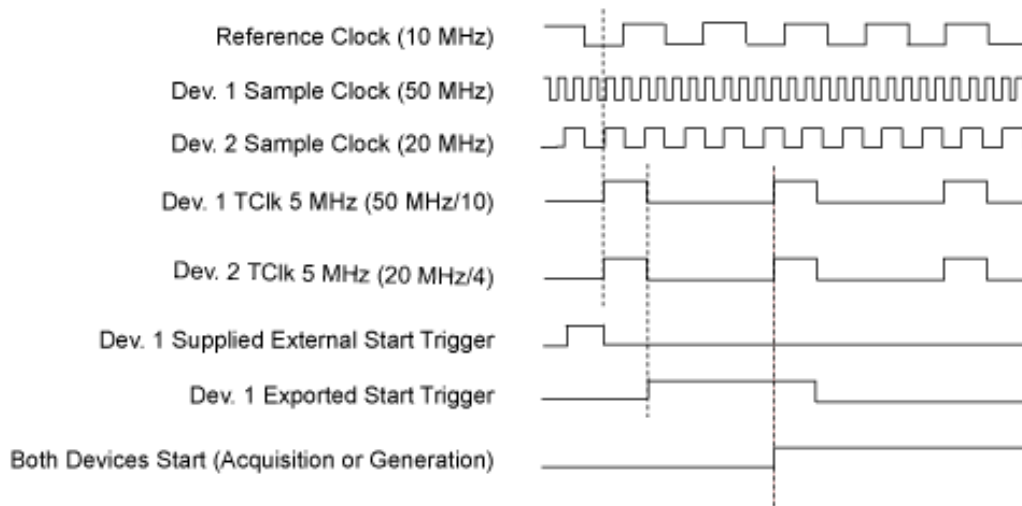 Reference Clock (10 MHz)
Dev. 1 Sample Clock (50 MHz)
Dev. 2 Sample Clock (20 MHz)
Dev. 1 TClk 5 MHz (50 MHz/10)
Dev. 2 TClk 5 MHz (20 MHz/4)
Dev. 1 Supplied External Start Trigger
Dev. 1 Exported Start Trigger
Both Devices Start (Acquisition or Generation)